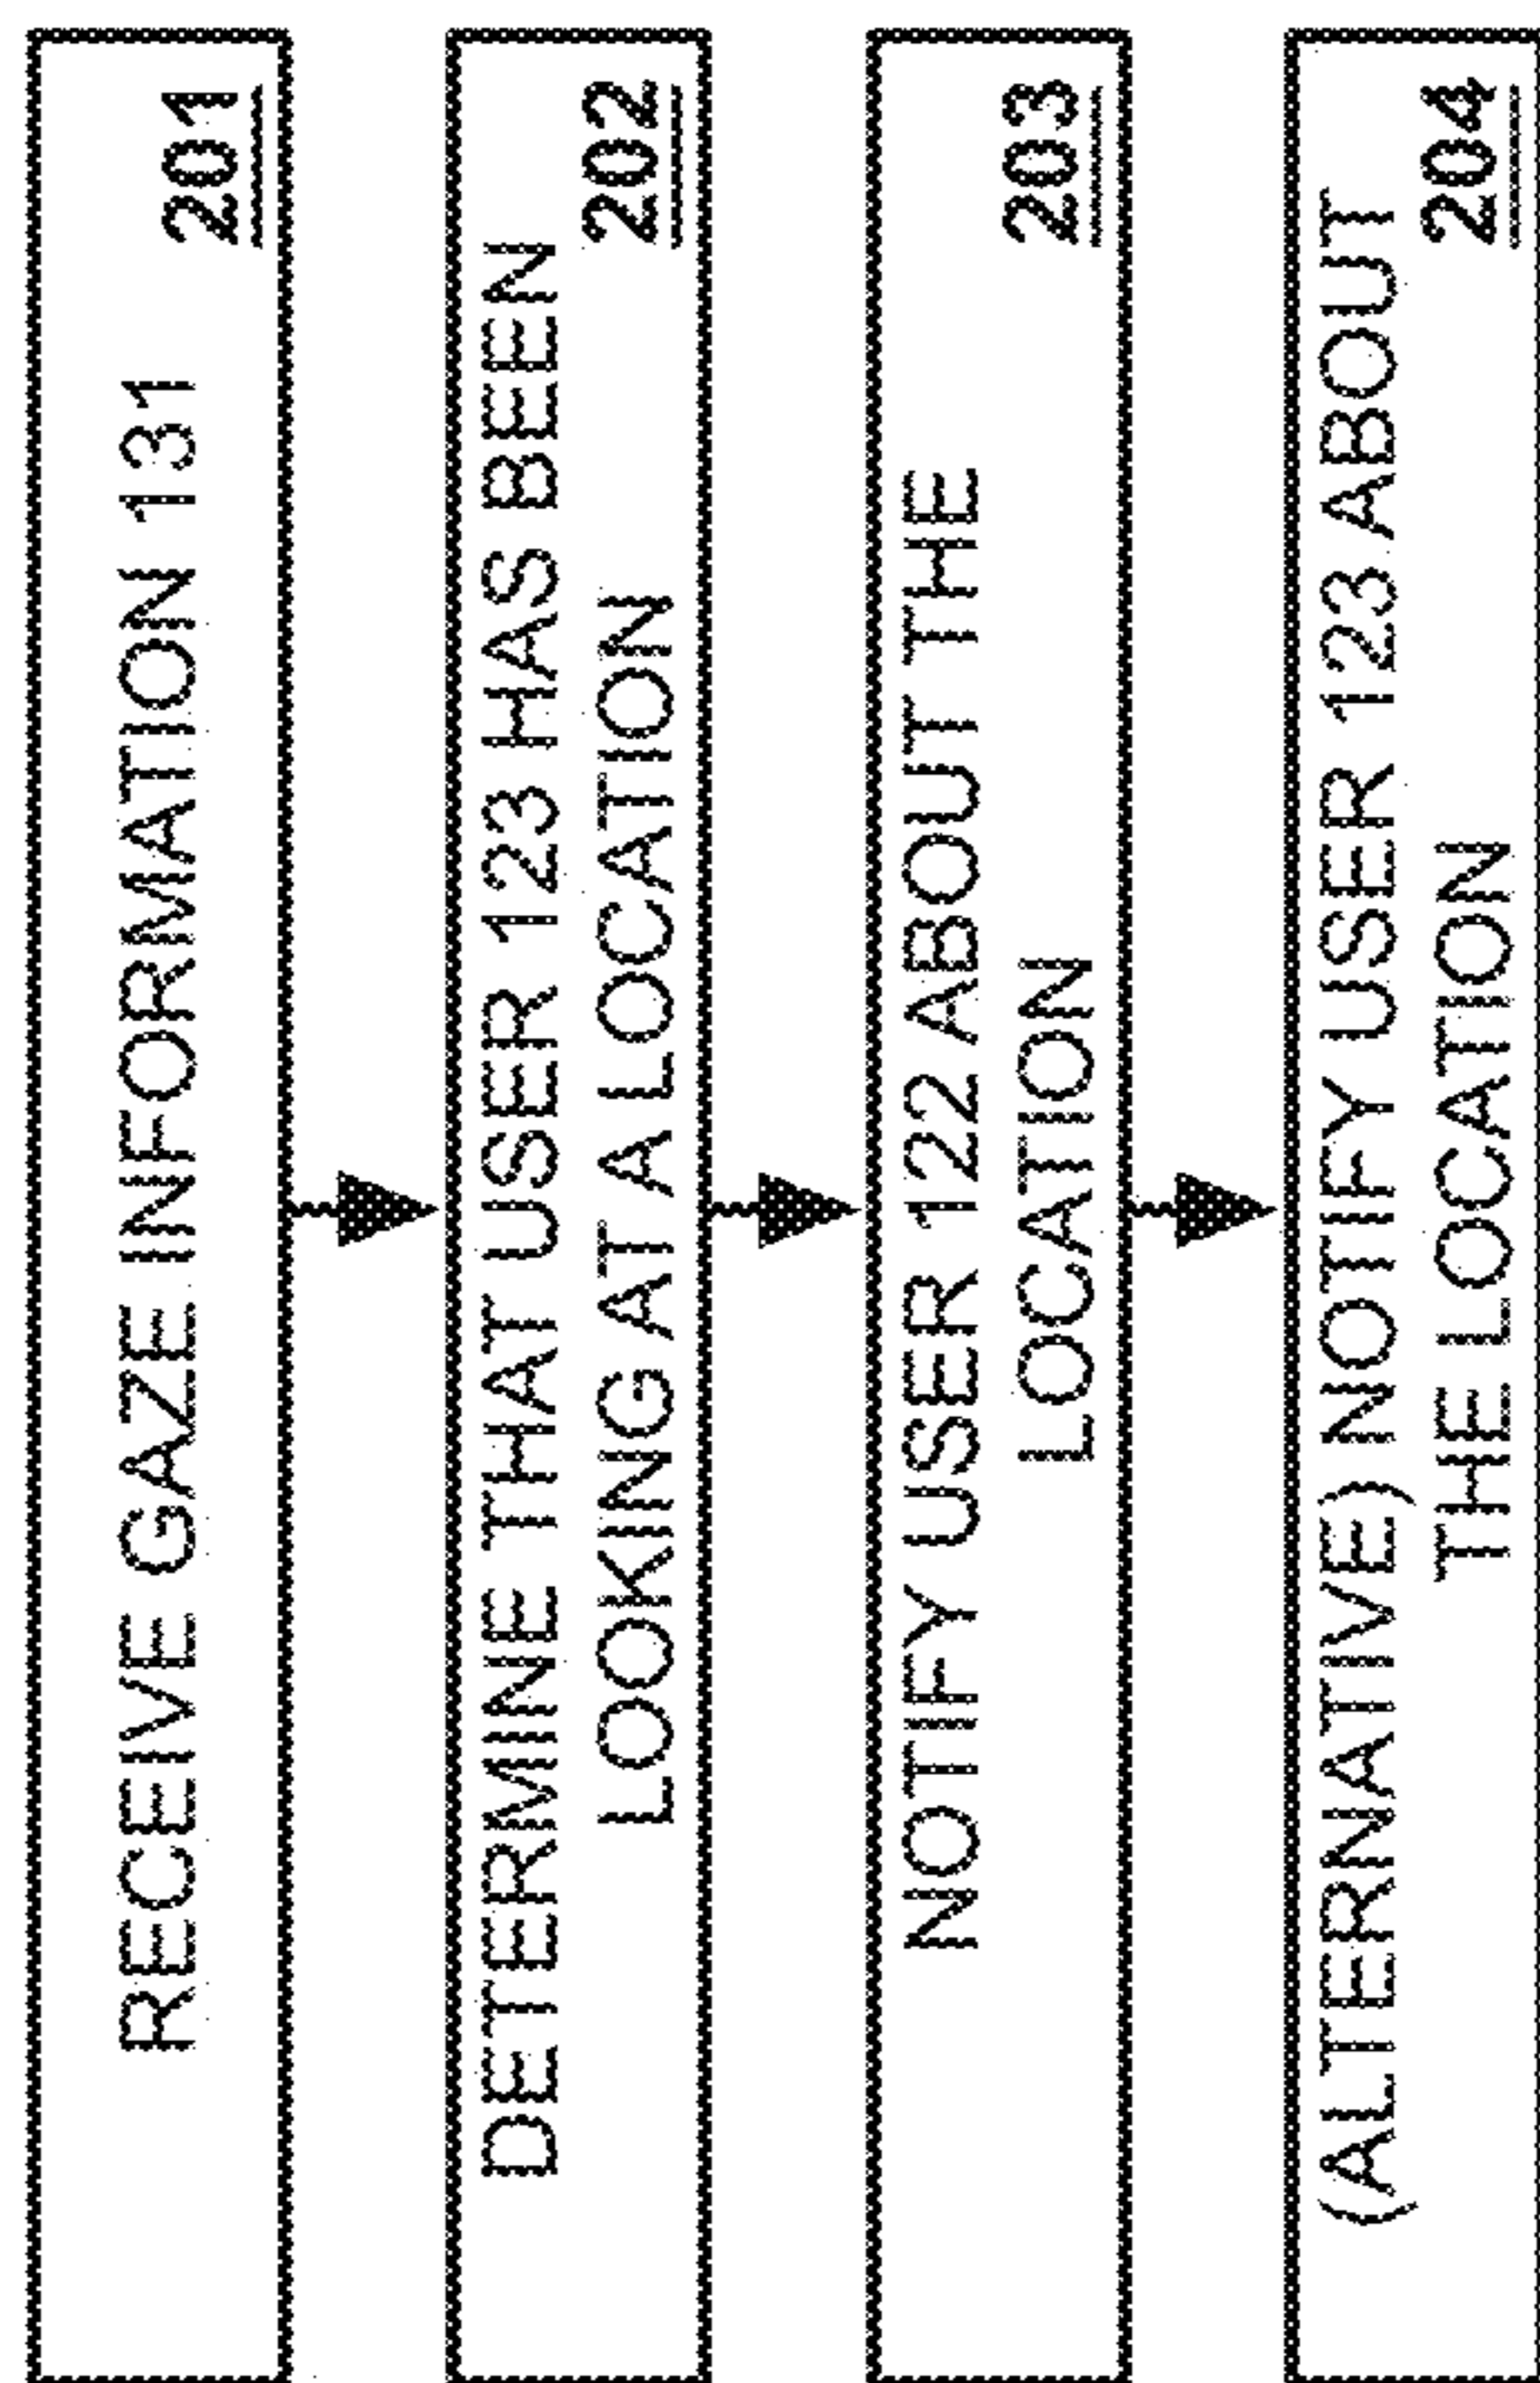 RECEIVE GAZE INFORMATION 131
201
DETERMINE THAT USER 123 HAS BEEN
LOOKING AT A LOCATION
202
NOTIFY USER 122 ABOUT THE
LOCATION
203
(ALTERNATIVE) NOTIFY USER 123 ABOUT
THE LOCATION
204